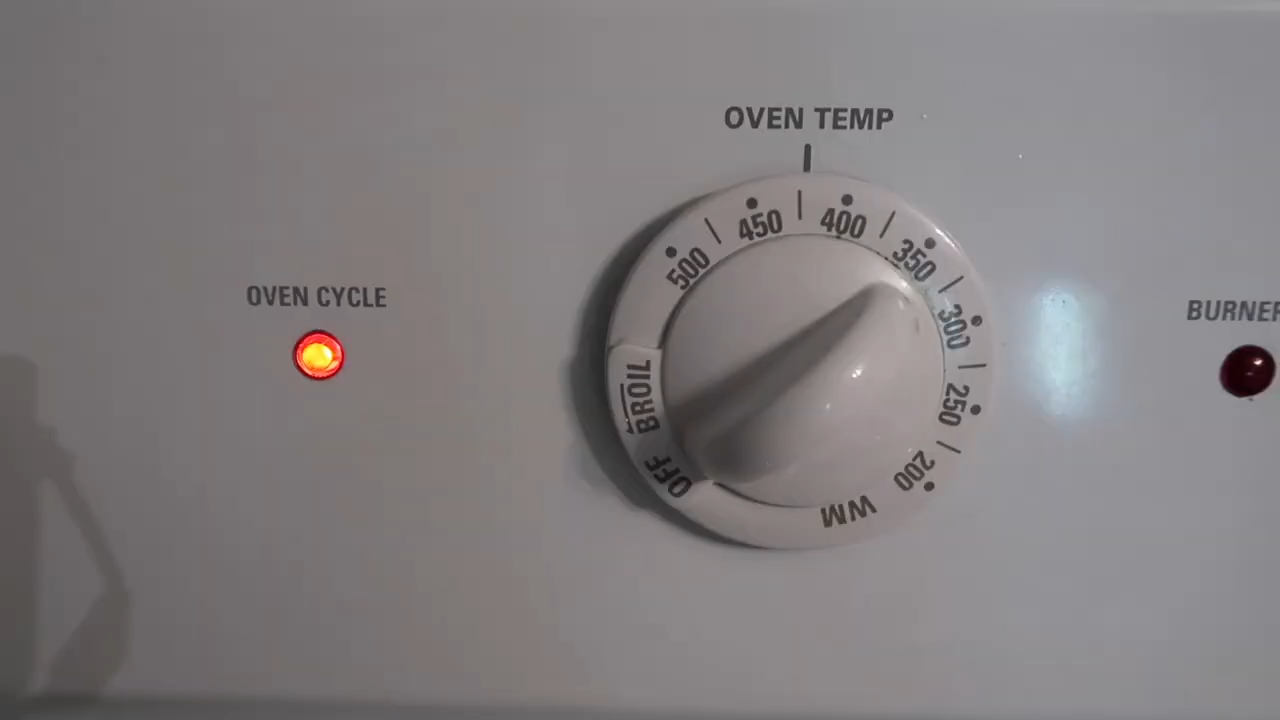 OVEN TEMP
OVEN CYCLE
BURNER
OFF
BROIL
500
450
400
350
300
250
200
WM